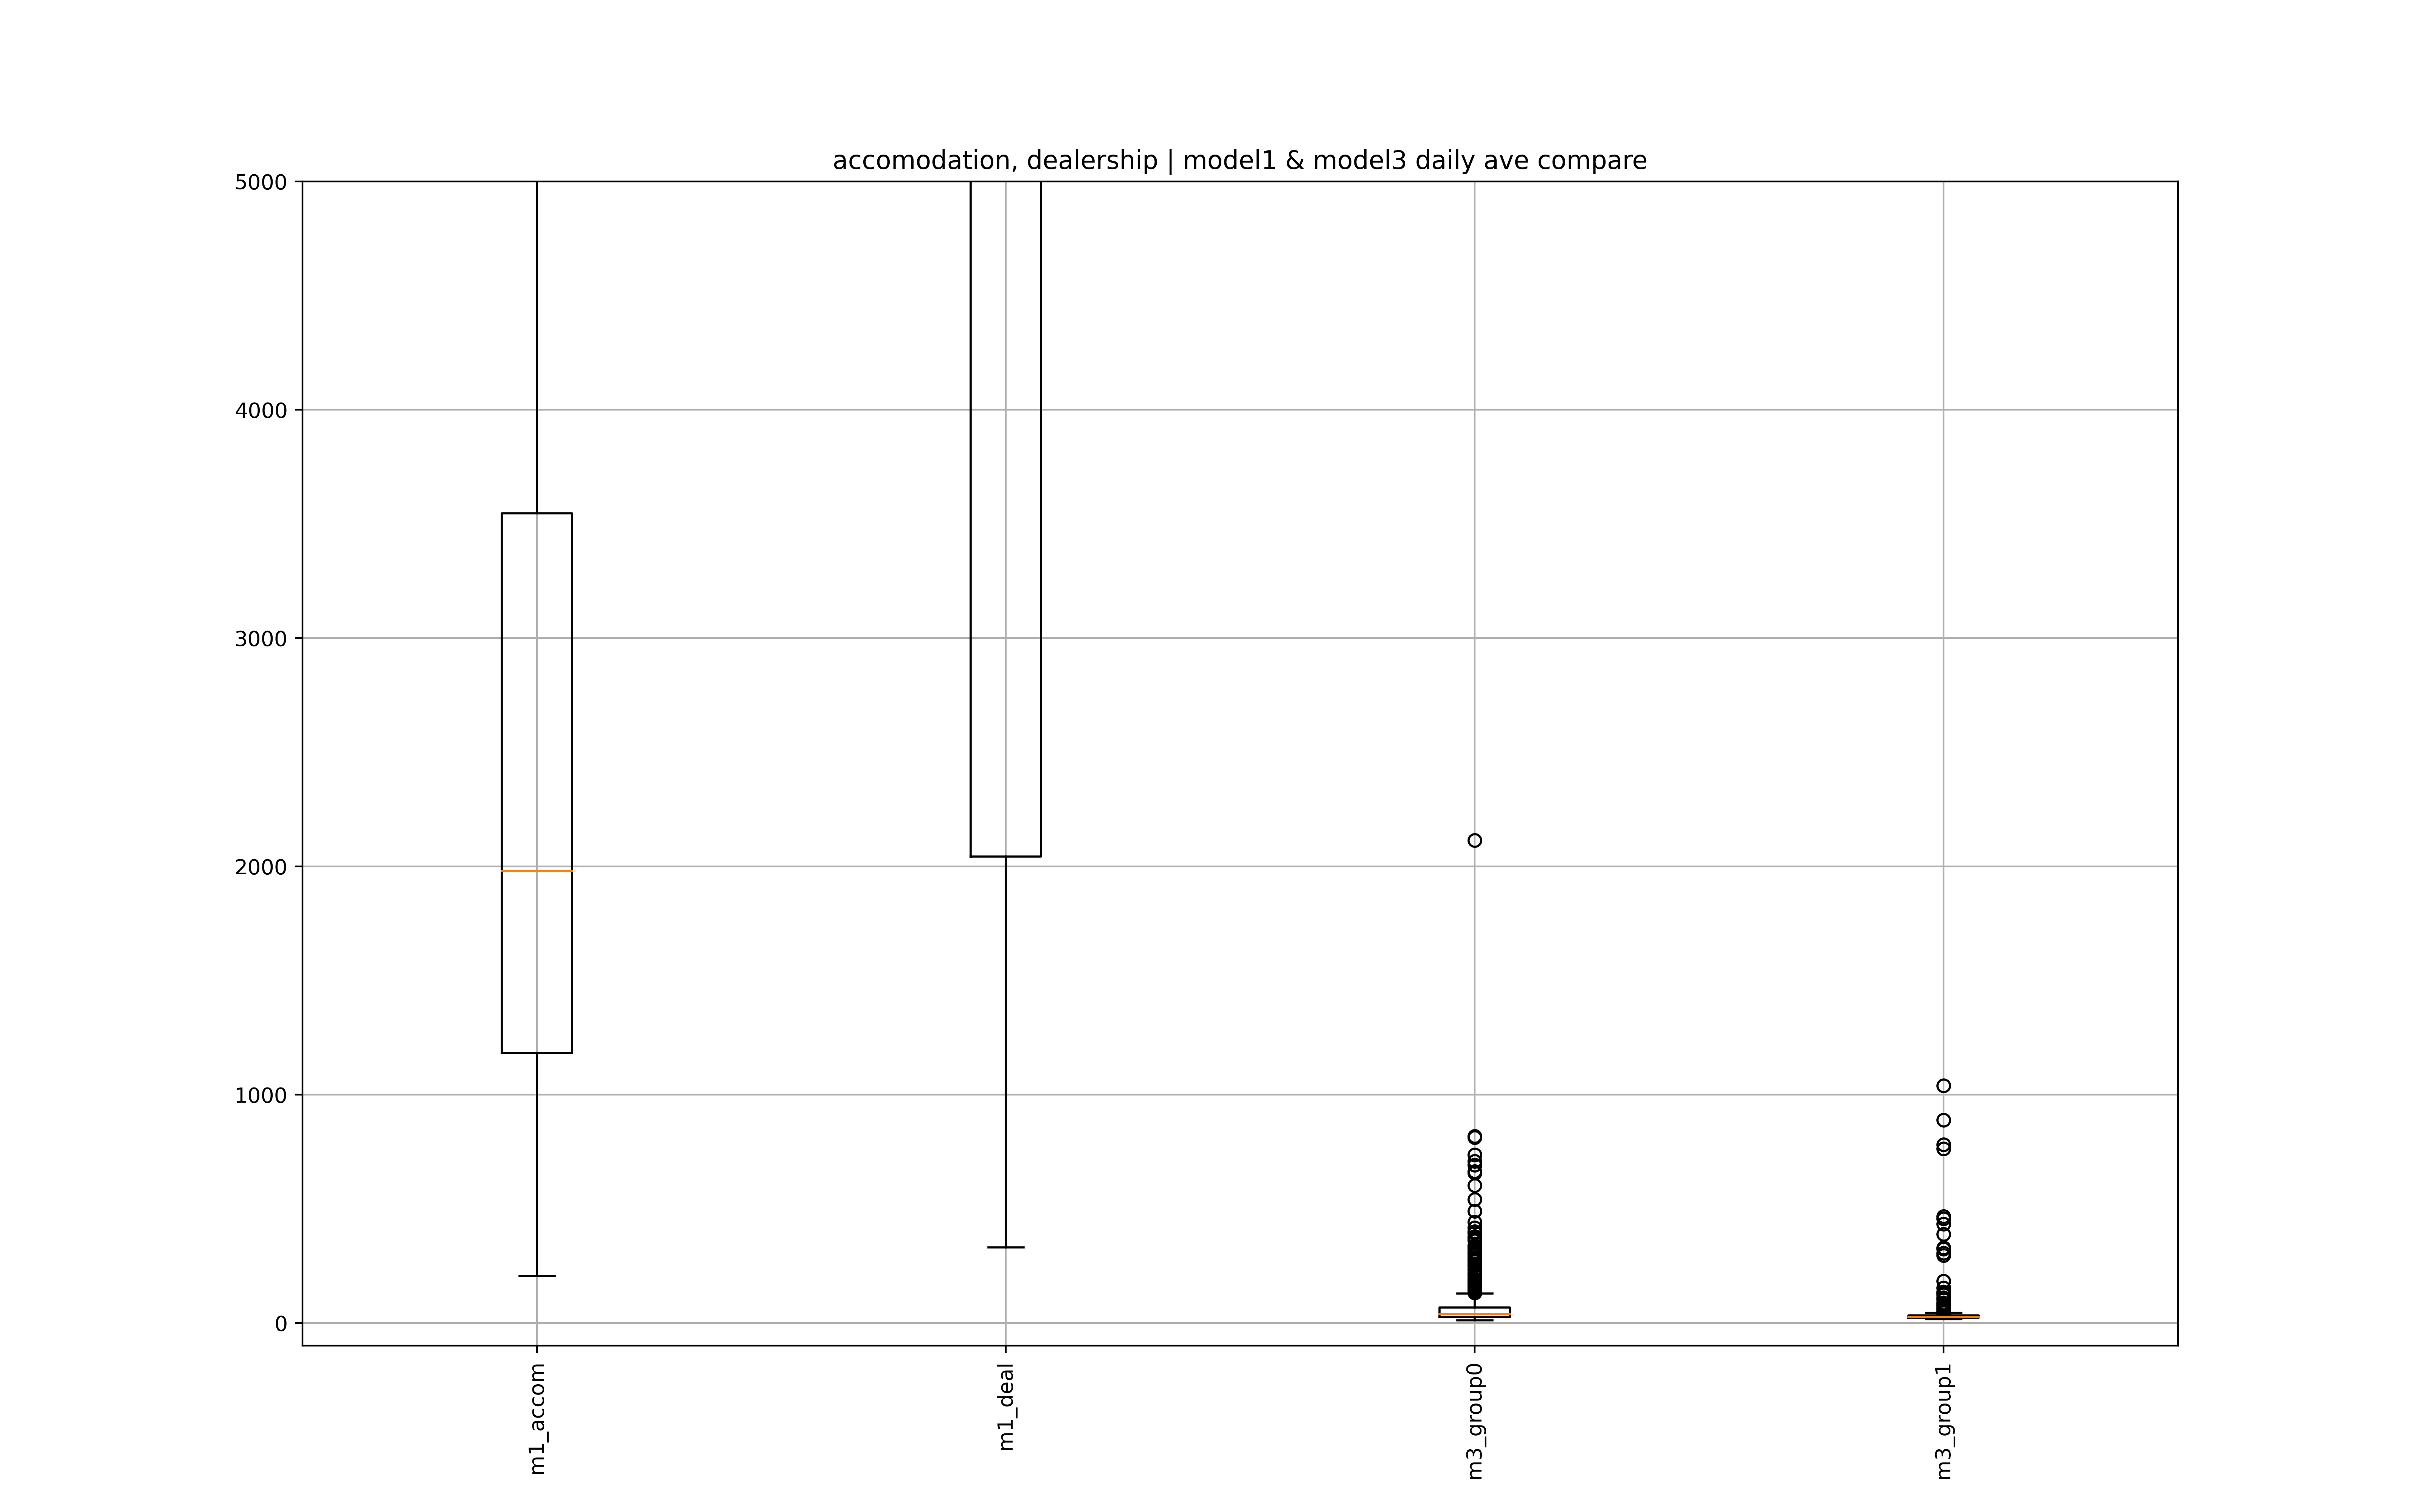 accomodation, dealership | model1 & model3 daily ave compare
5000
4000
3000
2000
1000
0
m1_accom
m1_deal
m3_group0
m3_group1